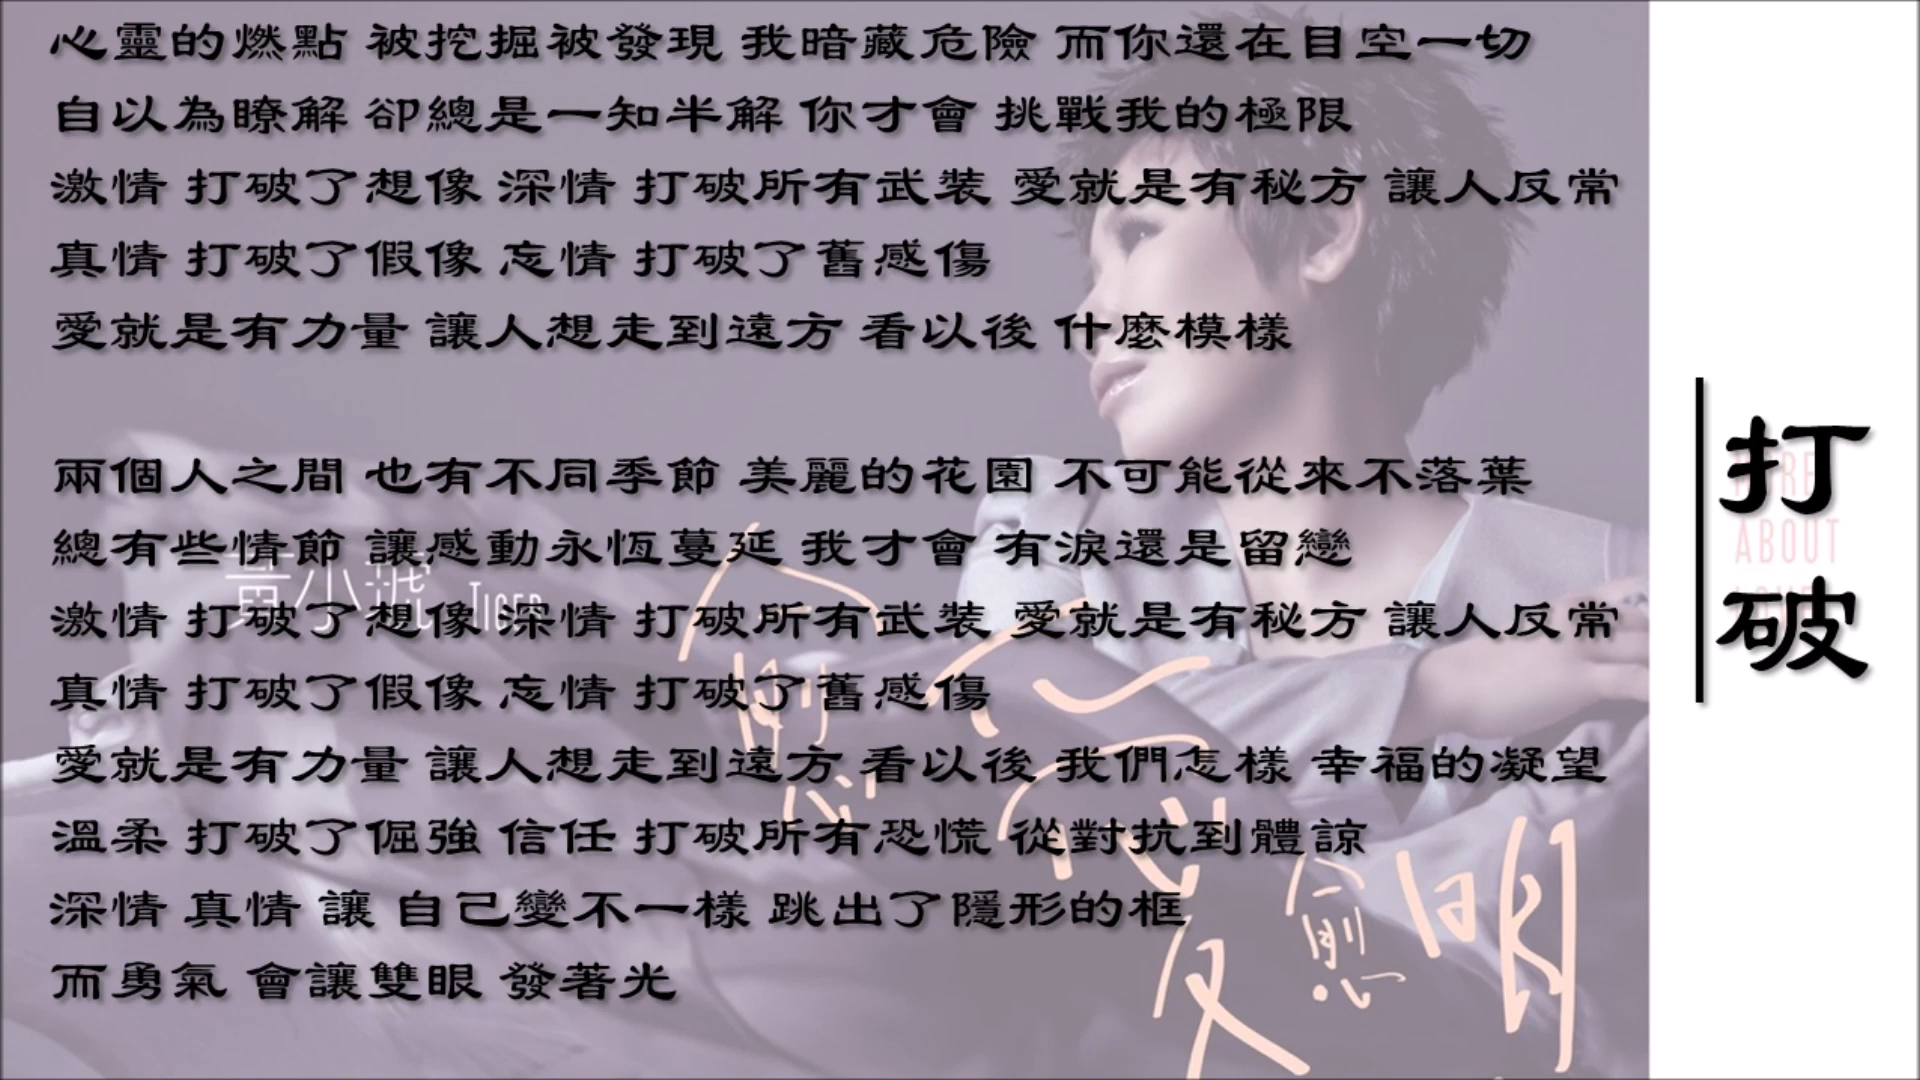 心靈的燃點 被挖掘被發現 我暗藏危險 而你還在目空一切
自以為瞭解 卻總是一知半解 你才會 挑戰我的極限
激情 打破了想像 深情 打破所有武裝 愛就是有秘方 讓人反常
真情 打破了假像 忘情 打破了舊感傷
愛就是有力量 讓人想走到遠方 看以後 什麼模樣
兩個人之間 也有不同季節 美麗的花園 不可能從來不落葉
總有些情節 讓感動永恆蔓延 我才會 有淚還是留戀
激情 打破了想像 深情 打破所有武裝 愛就是有秘方 讓人反常
真情 打破了假像 忘情 打破了舊感傷
愛就是有力量 讓人想走到遠方 看以後 我們怎樣 幸福的凝望
溫柔 打破了倔強 信任 打破所有恐慌 從對抗到體諒
深情 真情 讓 自己變不一樣 跳出了隱形的框
而勇氣 會讓雙眼 發著光
打破
黃小琥 TIGER
ABOUT
愈
愛愈明